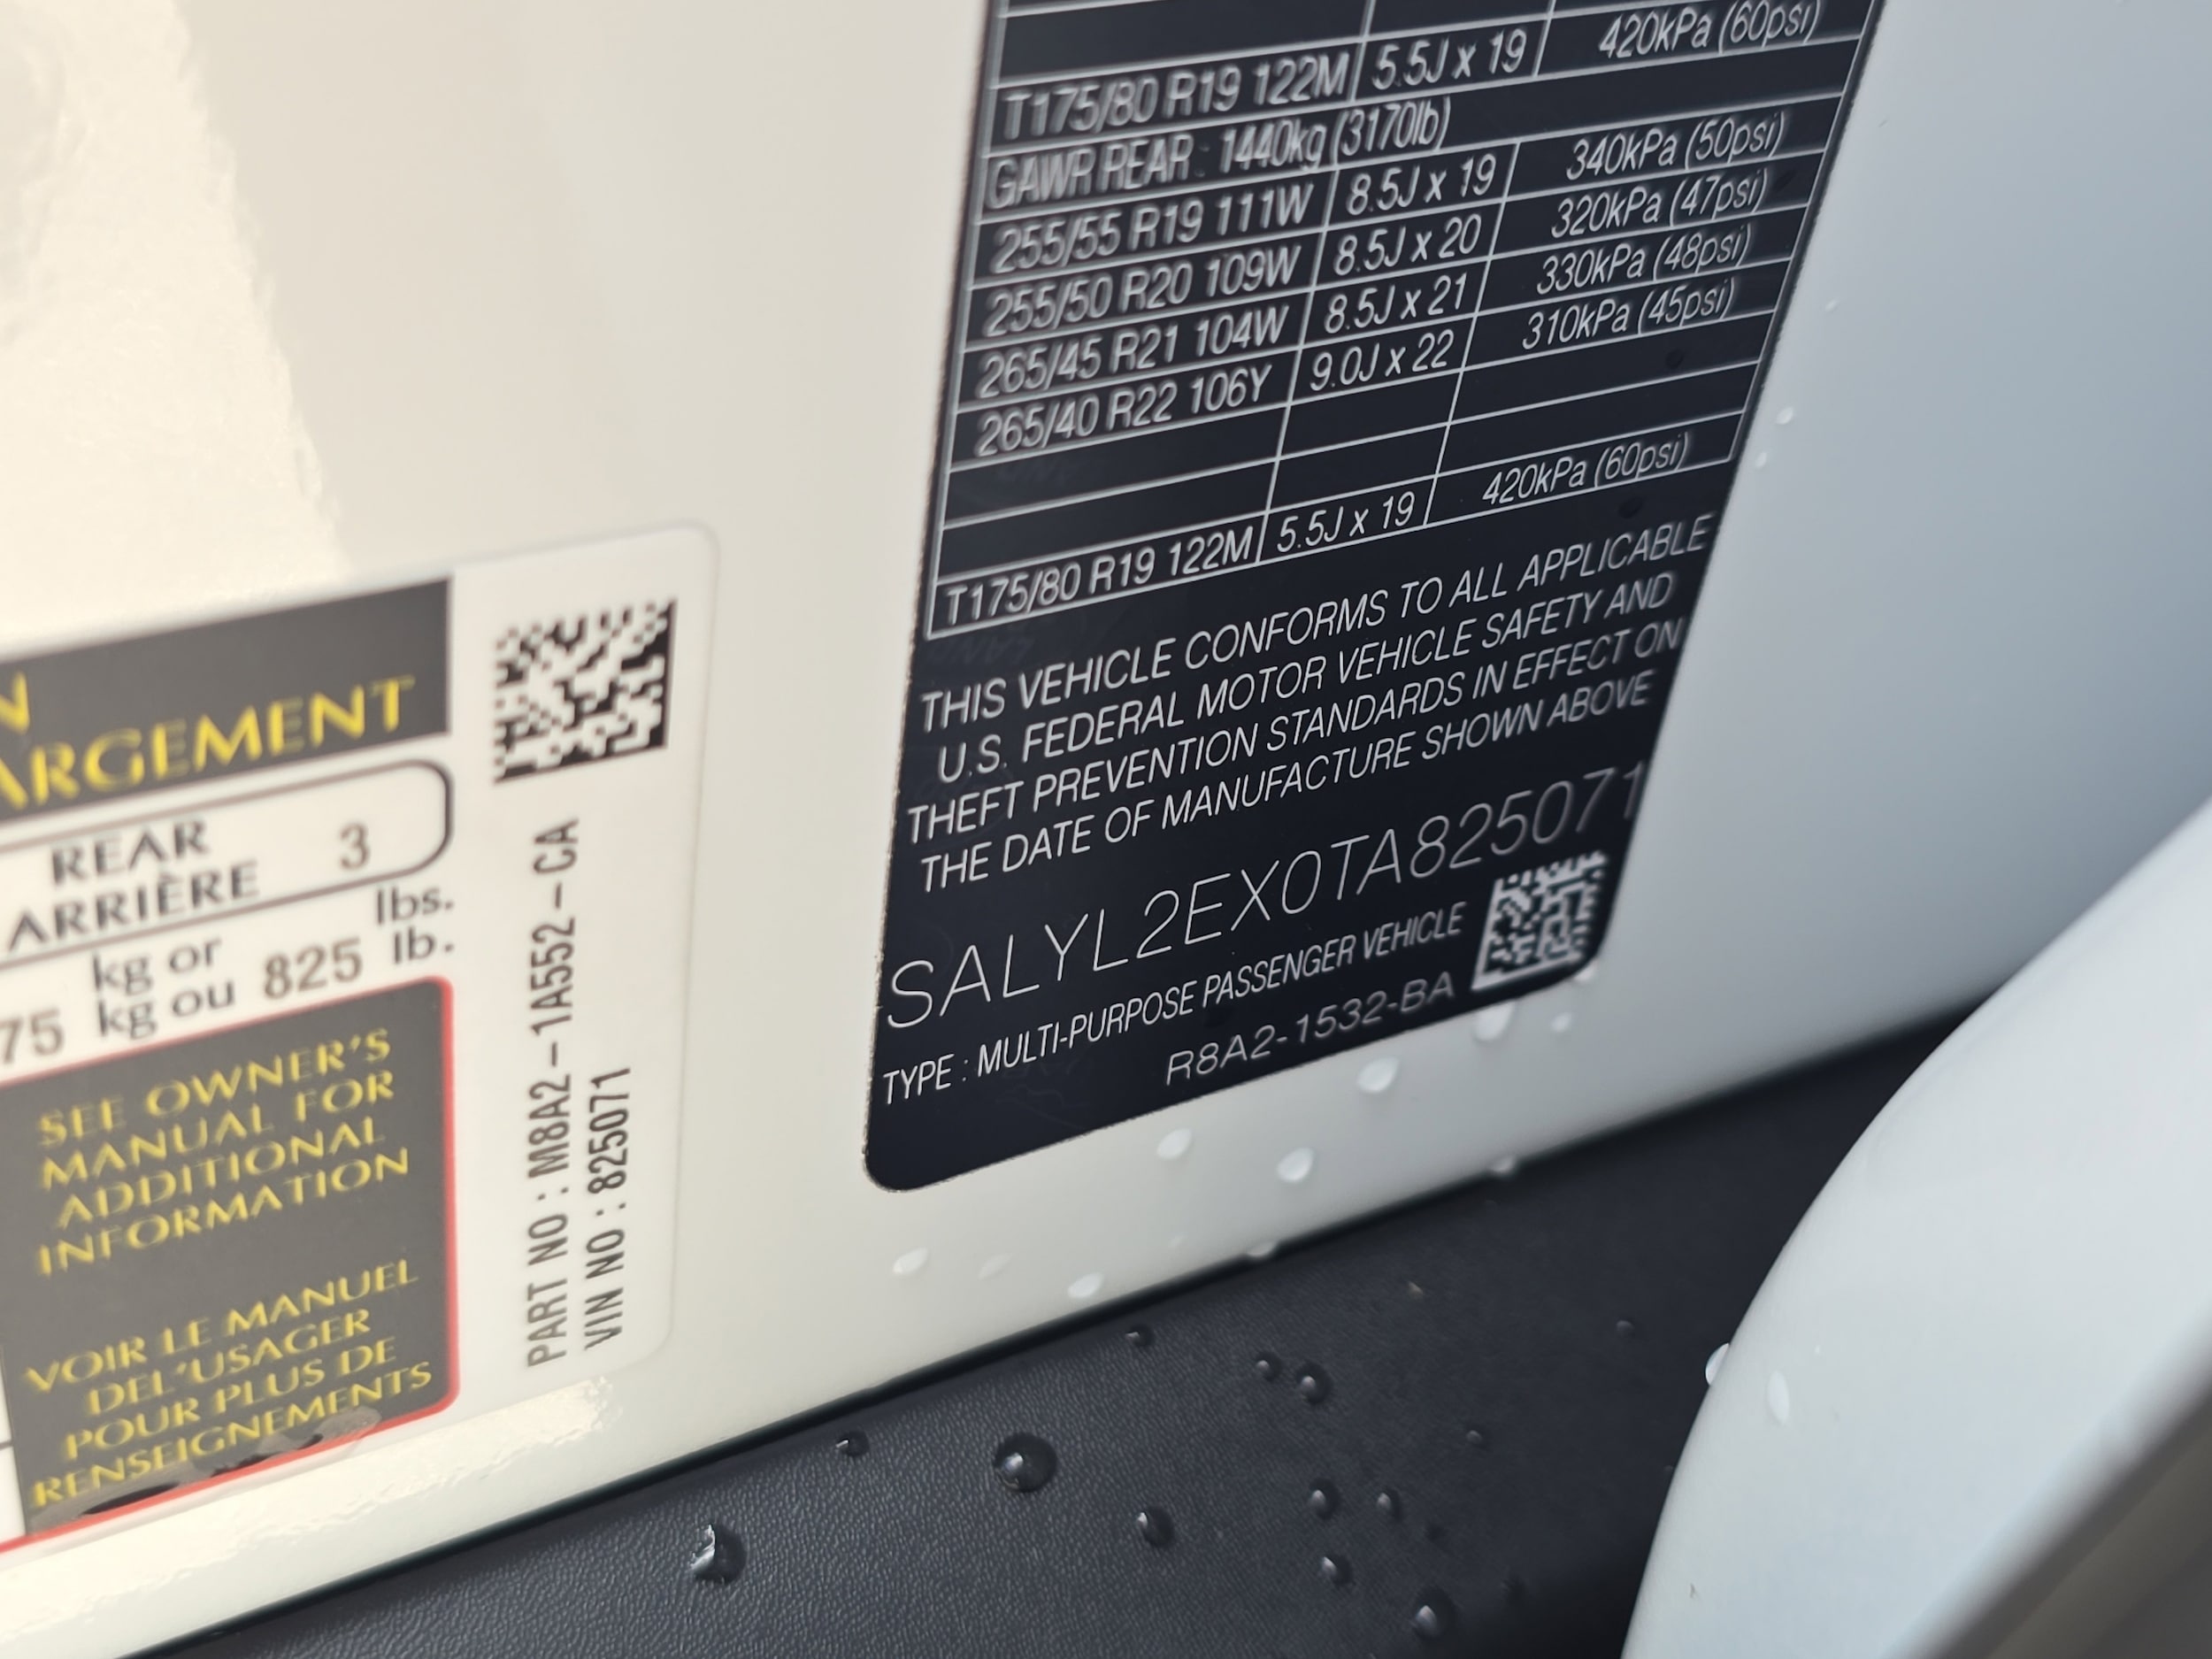 N
ARGEMENT
REAR
ARRIÈRE 3
kg or lbs.
75 kg ou 825 lb.
SEE OWNER'S
MANUAL FOR
ADDITIONAL
INFORMATION
VOIR LE MANUEL
DEL'USAGER
POUR PLUS DE
RENSEIGNEMENTS
PART NO : M8A2-1A552-CA
VIN NO : 825071
T175/80 R19 122M 5.5J x 19 420kPa (60psi)
GAWR REAR : 1440kg (3170lb)
255/55 R19 111W 8.5J x 19 340kPa (50psi)
255/50 R20 109W 8.5J x 20 320kPa (47psi)
265/45 R21 104W 8.5J x 21 330kPa (48psi)
265/40 R22 106Y 9.0J x 22 310kPa (45psi)
T175/80 R19 122M 5.5J x 19 420kPa (60psi)
THIS VEHICLE CONFORMS TO ALL APPLICABLE
U.S. FEDERAL MOTOR VEHICLE SAFETY AND
THEFT PREVENTION STANDARDS IN EFFECT ON
THE DATE OF MANUFACTURE SHOWN ABOVE
SALYL2EX0TA825071
TYPE : MULTI-PURPOSE PASSENGER VEHICLE
R8A2-1532-BA